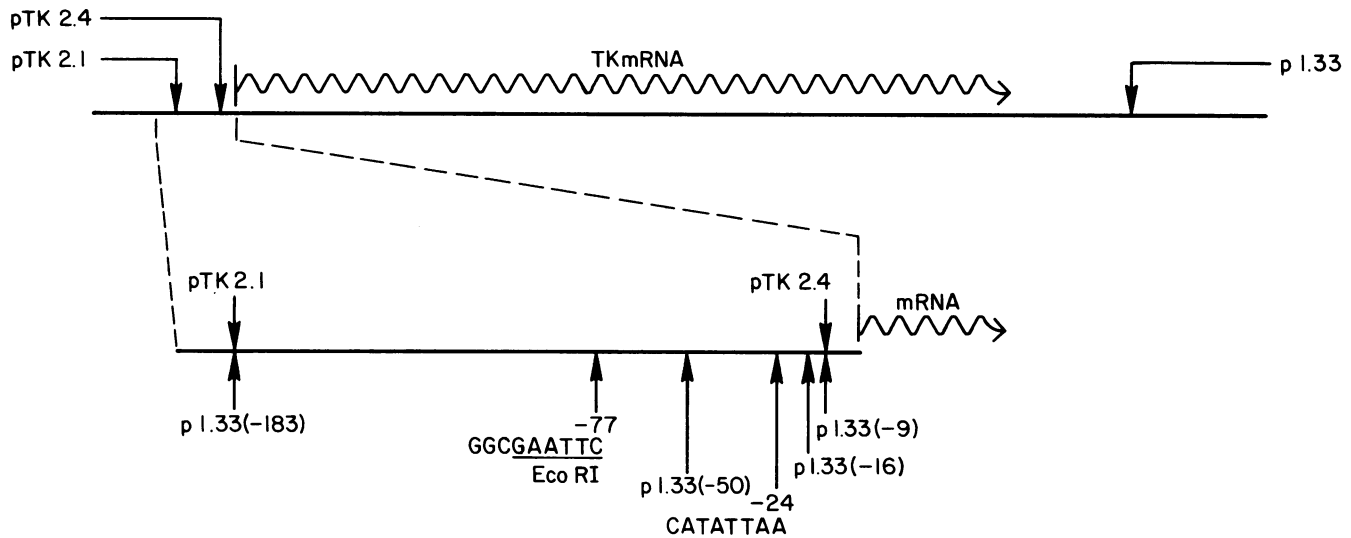 pTK 2.4
pTK 2.1
TKmRNA
p 1.33
pTK 2.1
pTK 2.4
mRNA
p 1.33(-183)
-77
GGCGAATTC
Eco RI
p 1.33(-50)
-24
CATATTAA
p 1.33(-16)
p 1.33(-9)